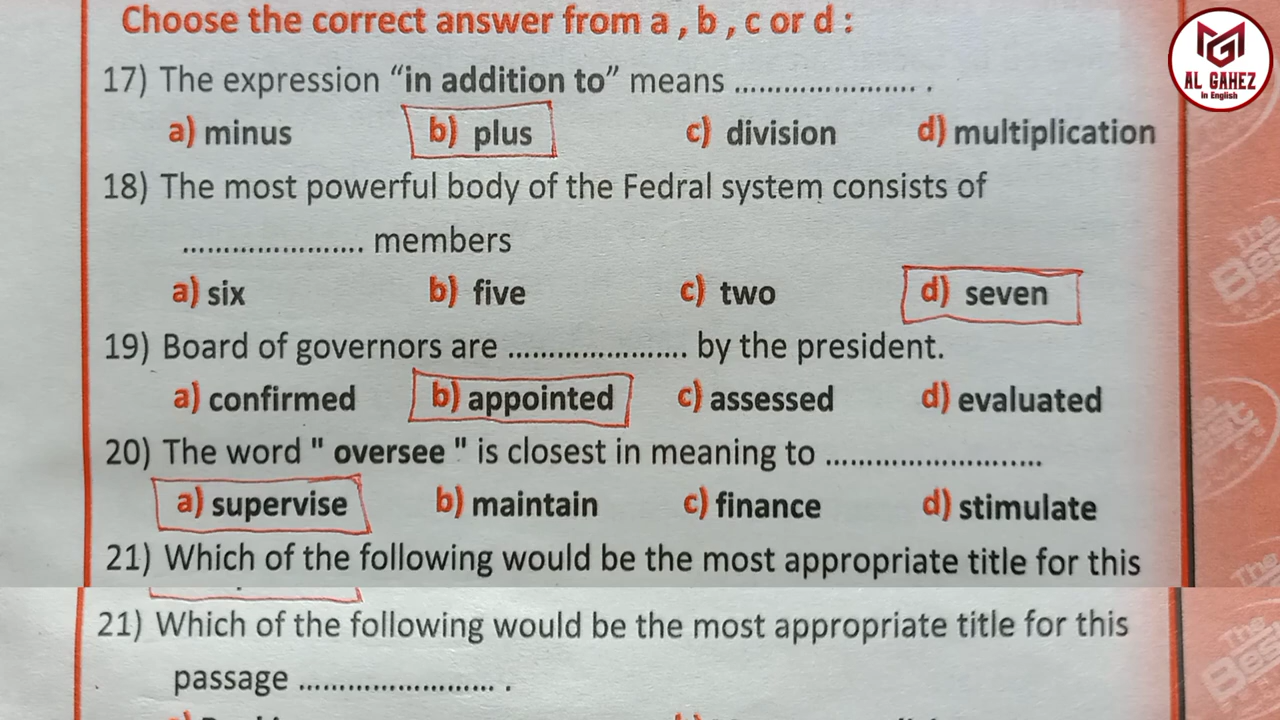 Choose the correct answer from a , b , c or d :
AL GAHEZ
In English
17) The expression “in addition to” means ...................... .
a) minus b) plus c) division d) multiplication
18) The most powerful body of the Fedral system consists of
...................... members
a) six b) five c) two d) seven
19) Board of governors are ...................... by the president.
a) confirmed b) appointed c) assessed d) evaluated
20) The word " oversee " is closest in meaning to ..........................
a) supervise b) maintain c) finance d) stimulate
21) Which of the following would be the most appropriate title for this
21) Which of the following would be the most appropriate title for this
passage ........................ .
The
Best
The
Best